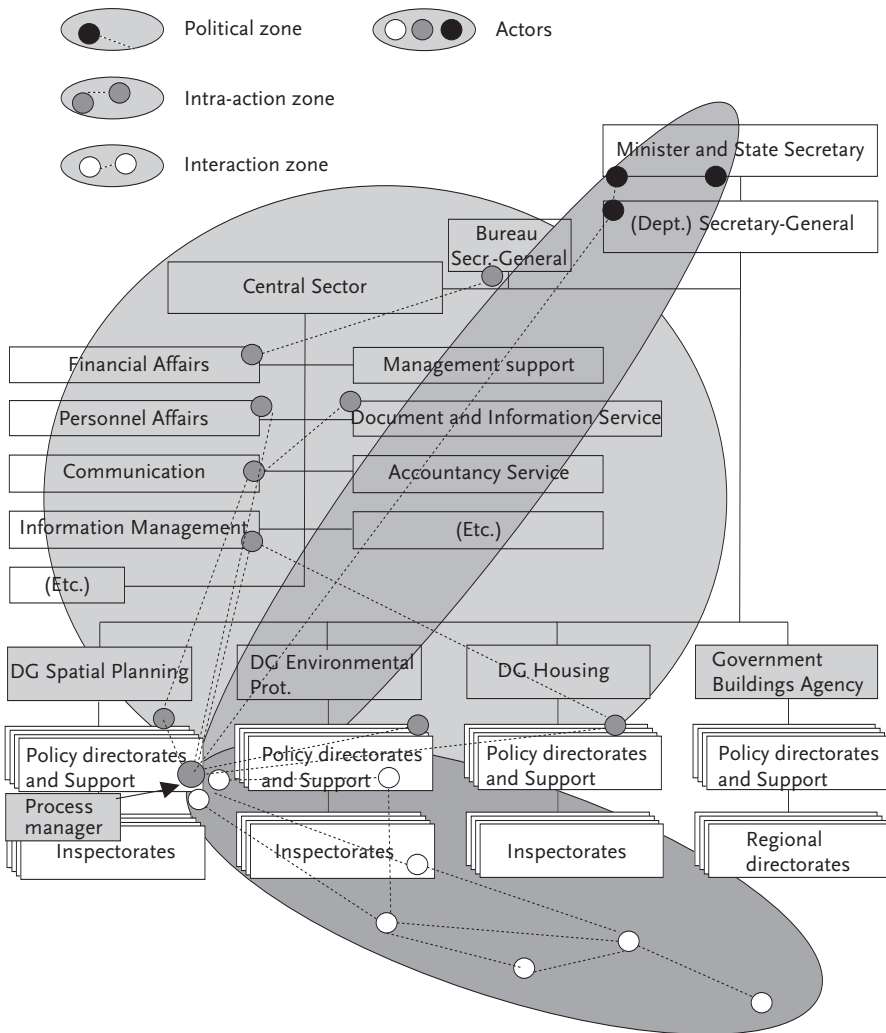 Political zone
Actors
Intra-action zone
Interaction zone
Minister and State Secretary
(Dept.) Secretary-General
Bureau
Secr.-General
Central Sector
Financial Affairs
Management support
Personnel Affairs
Document and Information Service
Communication
Accountancy Service
Information Management
(Etc.)
(Etc.)
DG Spatial Planning
DG Environmental
Prot.
DG Housing
Government
Buildings Agency
Policy directorates
and Support
Policy directorates
and Support
Policy directorates
and Support
Policy directorates
and Support
Process
manager
Inspectorates
Inspectorates
Inspectorates
Regional
directorates